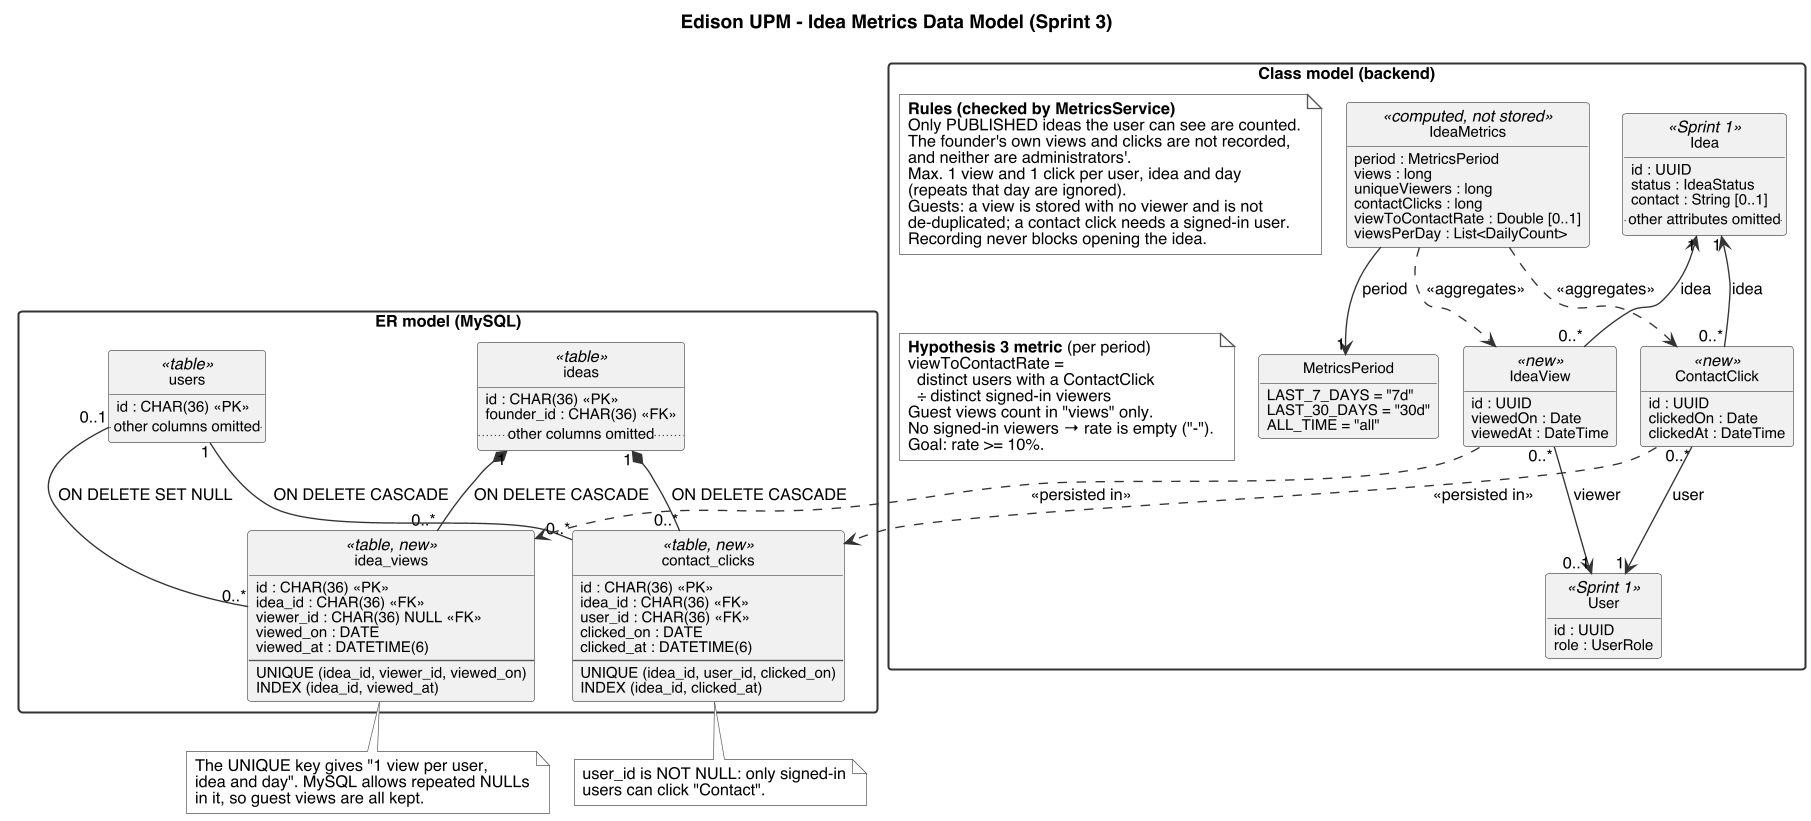 Edison UPM - Idea Metrics Data Model (Sprint 3)
Class model (backend)
Rules (checked by MetricsService)
Only PUBLISHED ideas the user can see are counted.
The founder's own views and clicks are not recorded,
and neither are administrators'.
Max. 1 view and 1 click per user, idea and day
(repeats that day are ignored).
Guests: a view is stored with no viewer and is not
de-duplicated; a contact click needs a signed-in user.
Recording never blocks opening the idea.
«computed, not stored»
IdeaMetrics
period : MetricsPeriod
views : long
uniqueViewers : long
contactClicks : long
viewToContactRate : Double [0..1]
viewsPerDay : List<DailyCount>
«Sprint 1»
Idea
id : UUID
status : IdeaStatus
contact : String [0..1]
other attributes omitted
1
1
period
«aggregates»
«aggregates»
idea
idea
1
0..*
0..*
Hypothesis 3 metric (per period)
viewToContactRate =
distinct users with a ContactClick
÷ distinct signed-in viewers
Guest views count in "views" only.
No signed-in viewers → rate is empty ("-").
Goal: rate >= 10%.
MetricsPeriod
LAST_7_DAYS = "7d"
LAST_30_DAYS = "30d"
ALL_TIME = "all"
«new»
IdeaView
id : UUID
viewedOn : Date
viewedAt : DateTime
«new»
ContactClick
id : UUID
clickedOn : Date
clickedAt : DateTime
0..*
0..*
«persisted in»
«persisted in»
viewer
user
0..1
1
«Sprint 1»
User
id : UUID
role : UserRole
ER model (MySQL)
«table»
users
id : CHAR(36) «PK»
other columns omitted
«table»
ideas
id : CHAR(36) «PK»
founder_id : CHAR(36) «FK»
other columns omitted
0..1
1
1
1
ON DELETE SET NULL
ON DELETE CASCADE
ON DELETE CASCADE
ON DELETE CASCADE
0..*
0..*
0..*
0..*
«table, new»
idea_views
id : CHAR(36) «PK»
idea_id : CHAR(36) «FK»
viewer_id : CHAR(36) NULL «FK»
viewed_on : DATE
viewed_at : DATETIME(6)
UNIQUE (idea_id, viewer_id, viewed_on)
INDEX (idea_id, viewed_at)
«table, new»
contact_clicks
id : CHAR(36) «PK»
idea_id : CHAR(36) «FK»
user_id : CHAR(36) «FK»
clicked_on : DATE
clicked_at : DATETIME(6)
UNIQUE (idea_id, user_id, clicked_on)
INDEX (idea_id, clicked_at)
The UNIQUE key gives "1 view per user,
idea and day". MySQL allows repeated NULLs
in it, so guest views are all kept.
user_id is NOT NULL: only signed-in
users can click "Contact".